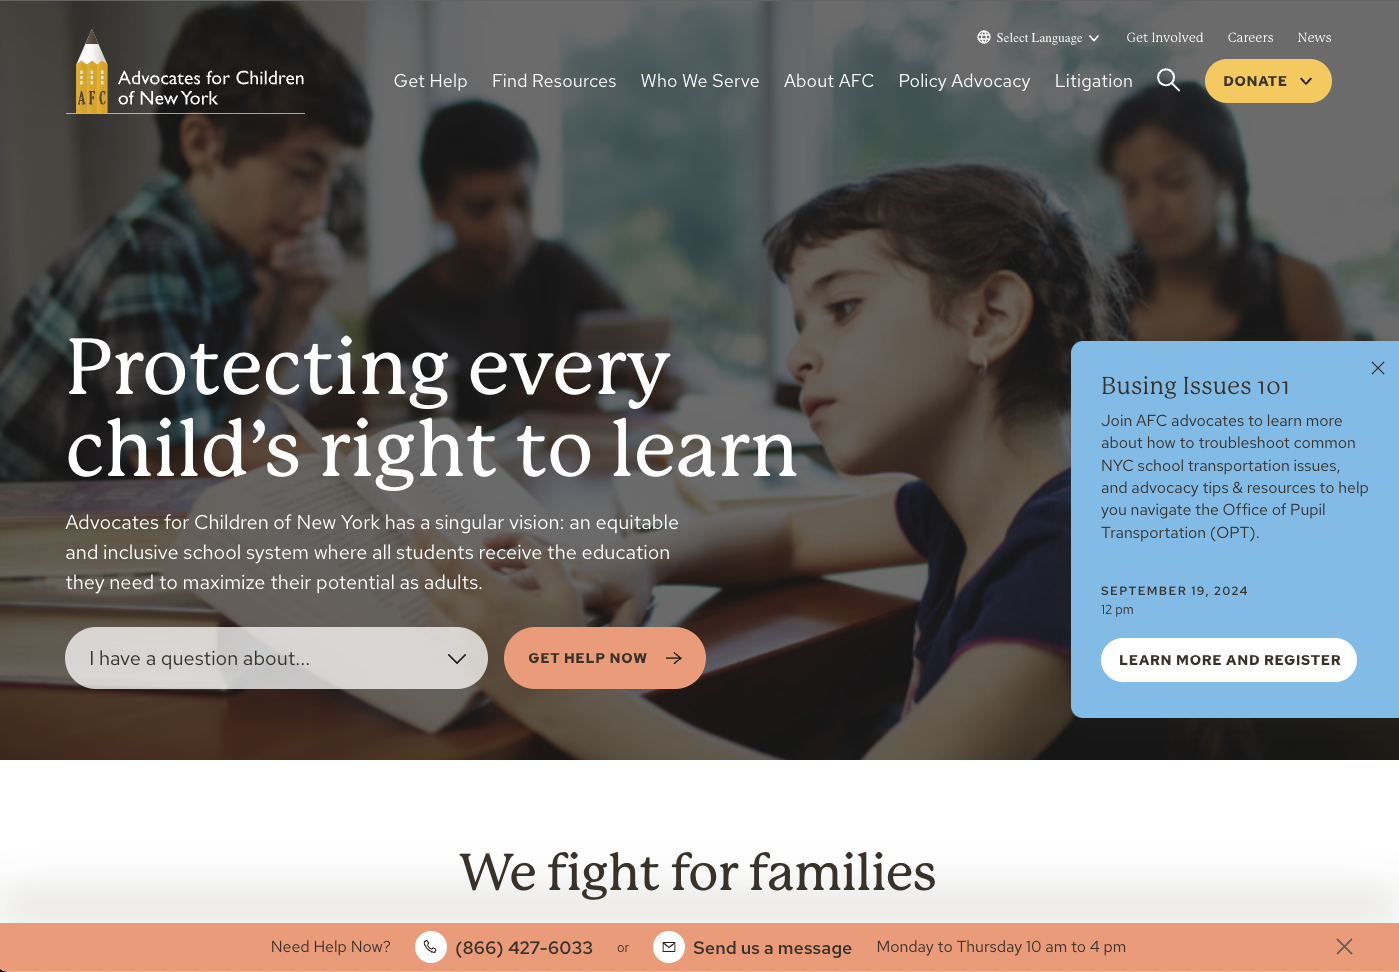 Select Language
Get Involved
Careers
News
AFC
Advocates for Children
of New York
Get Help
Find Resources
Who We Serve
About AFC
Policy Advocacy
Litigation
DONATE
Protecting every
child’s right to learn
Advocates for Children of New York has a singular vision: an equitable
and inclusive school system where all students receive the education
they need to maximize their potential as adults.
I have a question about...
GET HELP NOW
Busing Issues 101
Join AFC advocates to learn more
about how to troubleshoot common
NYC school transportation issues,
and advocacy tips & resources to help
you navigate the Office of Pupil
Transportation (OPT).
SEPTEMBER 19, 2024
12 pm
LEARN MORE AND REGISTER
We fight for families
Need Help Now?
(866) 427-6033
or
Send us a message
Monday to Thursday 10 am to 4 pm